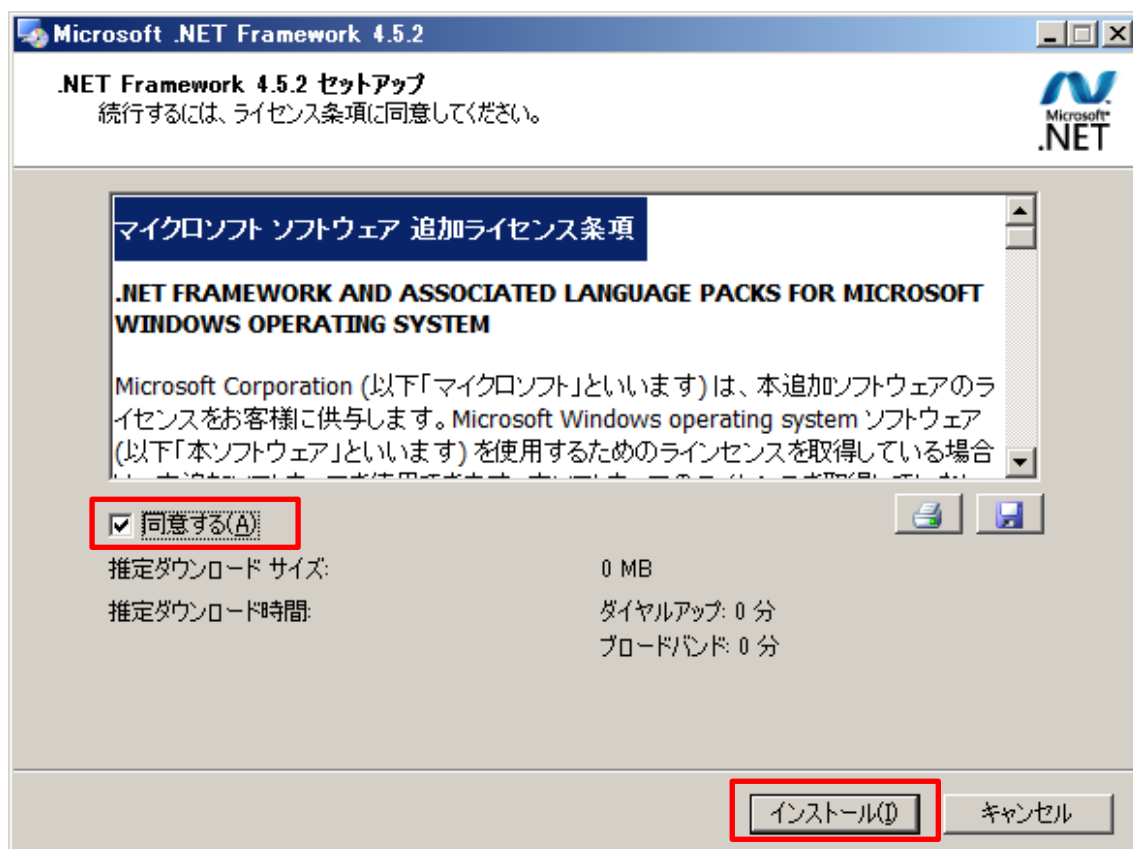 Microsoft .NET Framework 4.5.2
.NET Framework 4.5.2 セットアップ
続行するには、ライセンス条項に同意してください。
Microsoft
.NET
マイクロソフト ソフトウェア 追加ライセンス条項
.NET FRAMEWORK AND ASSOCIATED LANGUAGE PACKS FOR MICROSOFT
WINDOWS OPERATING SYSTEM
Microsoft Corporation (以下「マイクロソフト」といいます) は、本追加ソフトウェアのラ
イセンスをお客様に供与します。Microsoft Windows operating system ソフトウェア
(以下「本ソフトウェア」といいます) を使用するためのラインセンスを取得している場合
同意する(A)
推定ダウンロード サイズ: 0 MB
推定ダウンロード時間: ダイヤルアップ: 0 分
ブロードバンド: 0 分
インストール(I) キャンセル